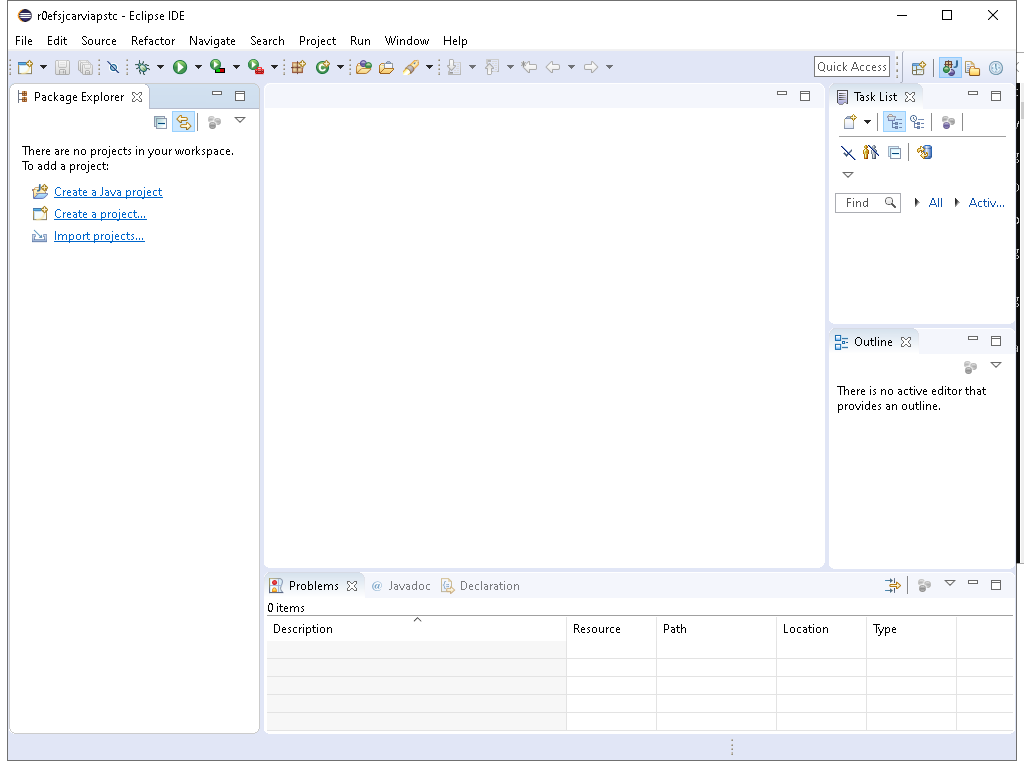 r0efsjcarviapstc - Eclipse IDE
File Edit Source Refactor Navigate Search Project Run Window Help
Quick Access
Package Explorer
There are no projects in your workspace.
To add a project:
Create a Java project
Create a project...
Import projects...
Task List
Find All Activ...
Outline
There is no active editor that
provides an outline.
Problems @ Javadoc Declaration
0 items
Description Resource Path Location Type